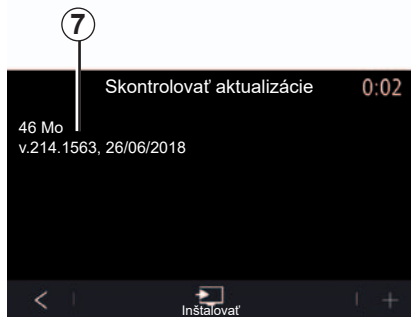 7
Skontrolovať aktualizácie 0:02
46 Mo
v.214.1563, 26/06/2018
Inštalovať